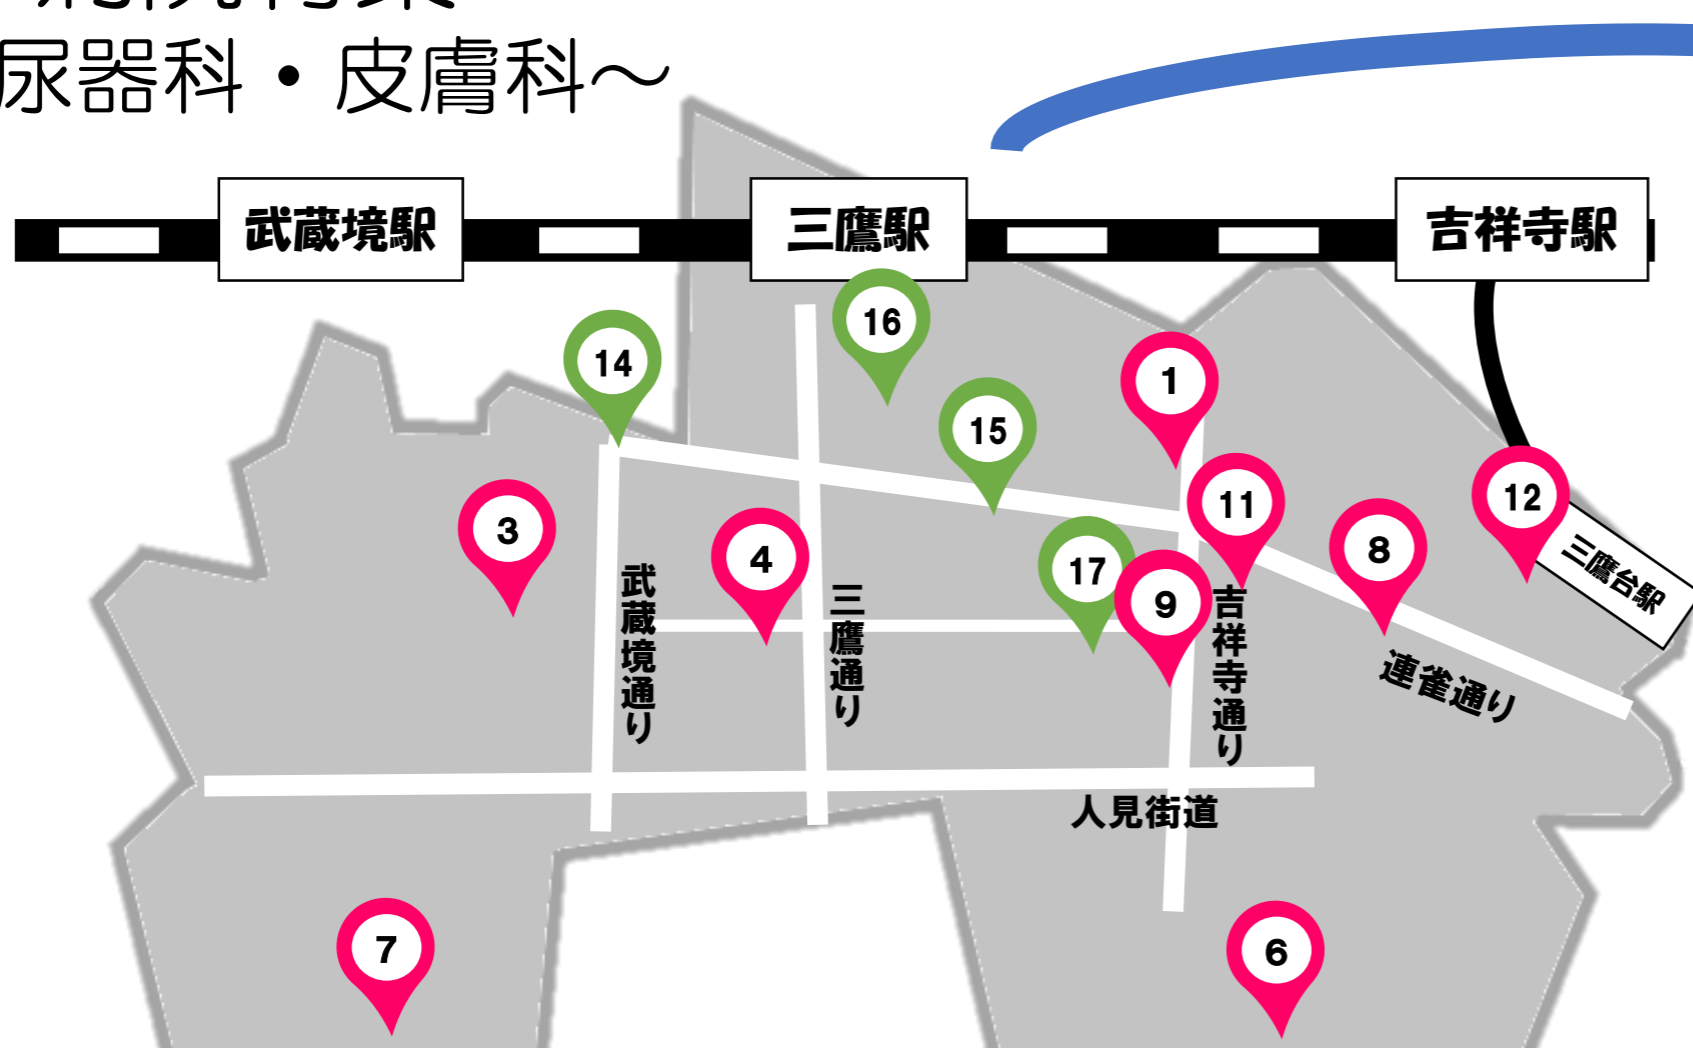 尿器科・皮膚科～
武蔵境駅
三鷹駅
吉祥寺駅
16
14
1
15
12
11
3
8
4
17
9
三鷹台駅
武蔵境通り
三鷹通り
吉祥寺通り
連雀通り
人見街道
7
6